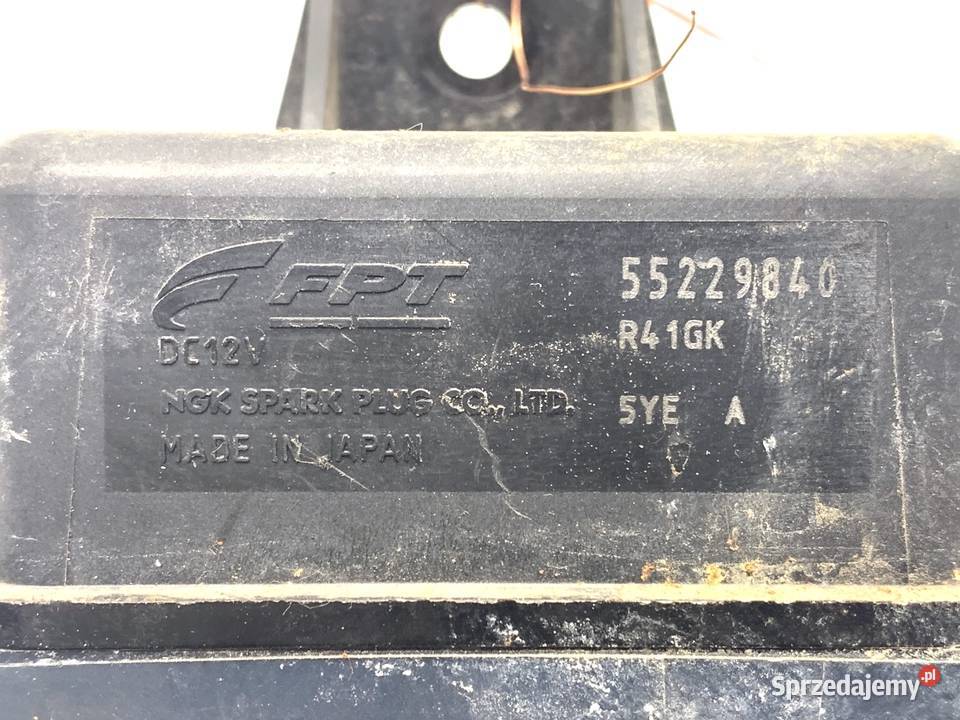 FPT
55229840
DC12V
R41GK
NGK SPARK PLUG CO., LTD.
5YE A
MADE IN JAPAN
Sprzedajemy.pl